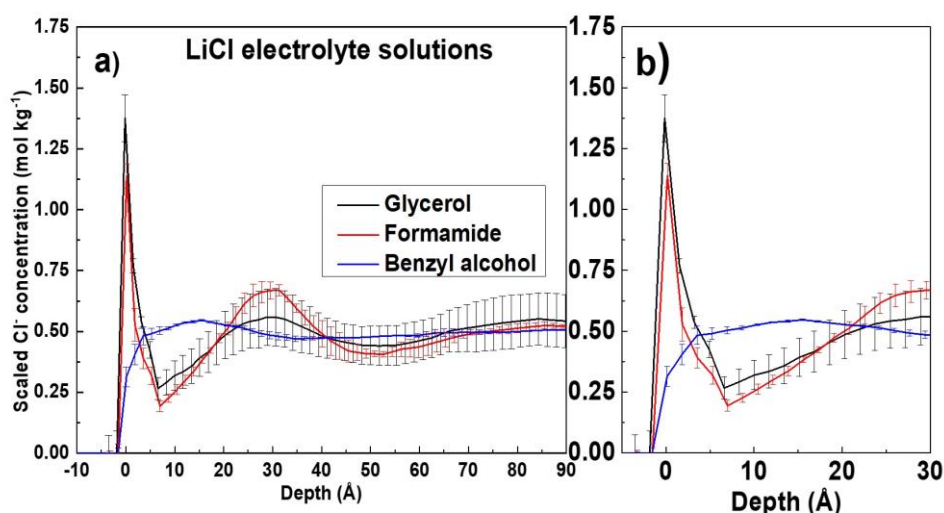 a)
LiCl electrolyte solutions
Scaled Cl⁻ concentration (mol kg⁻¹)
1.75
1.50
1.25
1.00
0.75
0.50
0.25
0.00
Glycerol
Formamide
Benzyl alcohol
-10 0 10 20 30 40 50 60 70 80 90
Depth (Å)
b)
1.75
1.50
1.25
1.00
0.75
0.50
0.25
0.00
0 10 20 30
Depth (Å)